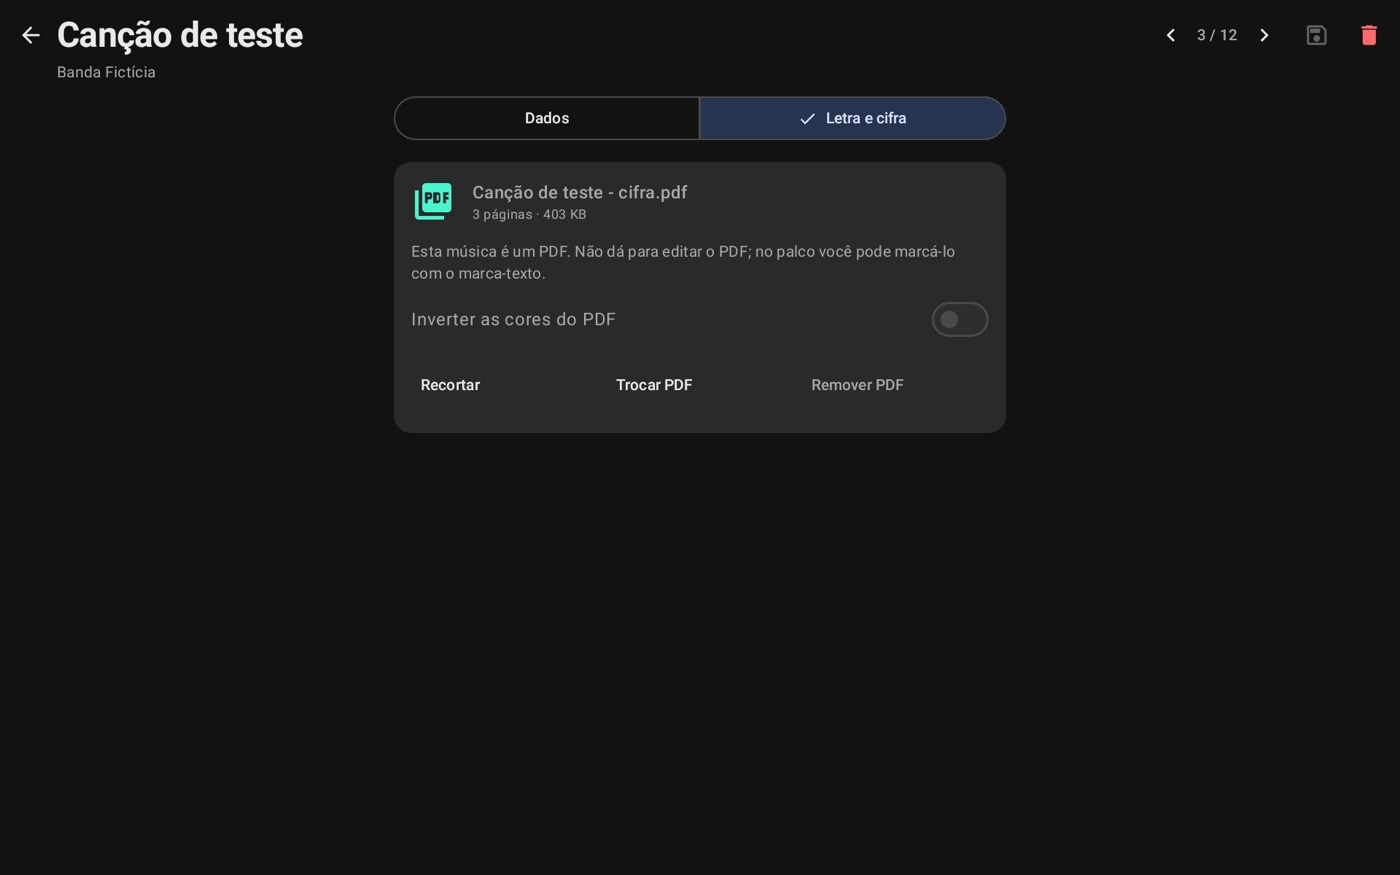 Canção de teste
Banda Fictícia
3 / 12
Dados
Letra e cifra
PDF
Canção de teste - cifra.pdf
3 páginas · 403 KB
Esta música é um PDF. Não dá para editar o PDF; no palco você pode marcá-lo
com o marca-texto.
Inverter as cores do PDF
Recortar
Trocar PDF
Remover PDF